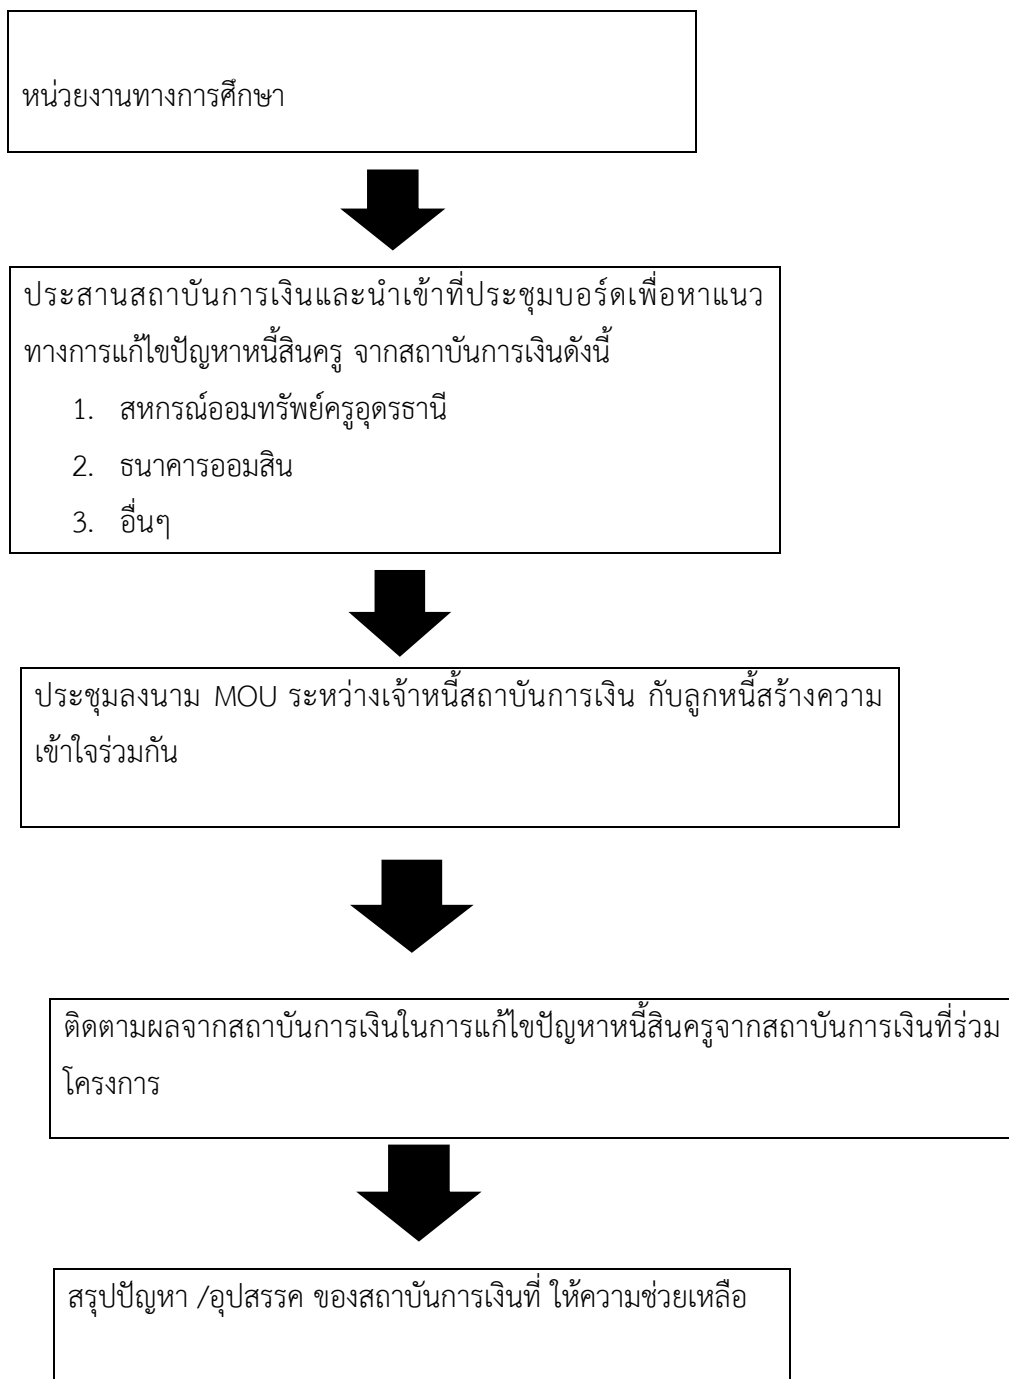 หน่วยงานทางการศึกษา
ประสานสถาบันการเงินและนำเข้าที่ประชุมบอร์ดเพื่อหาแนว
ทางการแก้ไขปัญหาหนี้สินครู จากสถาบันการเงินดังนี้
1. สหกรณ์ออมทรัพย์ครูอุดรธานี
2. ธนาคารออมสิน
3. อื่นๆ
ประชุมลงนาม MOU ระหว่างเจ้าหนี้สถาบันการเงิน กับลูกหนี้สร้างความ
เข้าใจร่วมกัน
ติดตามผลจากสถาบันการเงินในการแก้ไขปัญหาหนี้สินครูจากสถาบันการเงินที่ร่วม
โครงการ
สรุปปัญหา /อุปสรรค ของสถาบันการเงินที่ ให้ความช่วยเหลือ